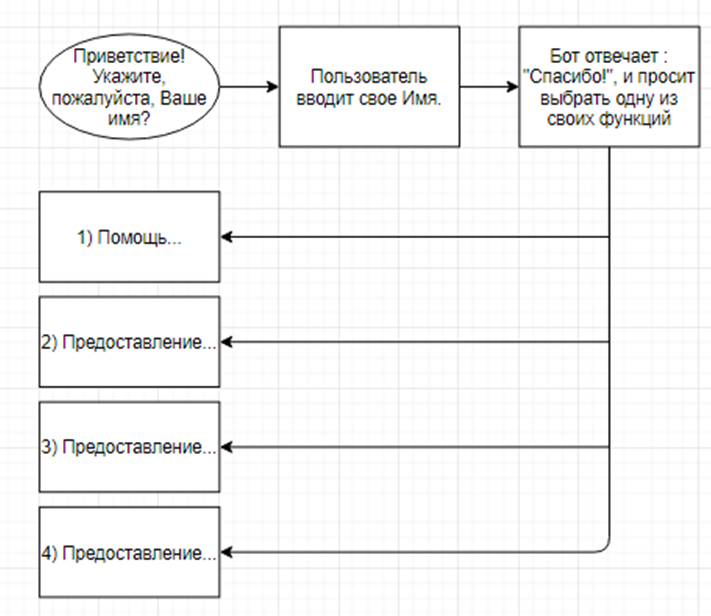 Приветствие!
Укажите,
пожалуйста, Ваше
имя?
Пользователь
вводит свое Имя.
Бот отвечает :
"Спасибо!", и просит
выбрать одну из
своих функций
1) Помощь...
2) Предоставление...
3) Предоставление...
4) Предоставление...